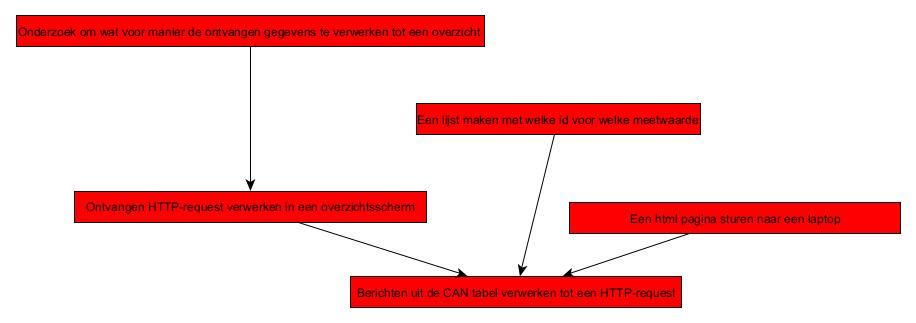 Onderzoek om wat voor manier de ontvangen gegevens te verwerken tot een overzicht
Een lijst maken met welke id voor welke meetwaarde
Ontvangen HTTP-request verwerken in een overzichtsscherm
Een html pagina sturen naar een laptop
Berichten uit de CAN tabel verwerken tot een HTTP-request